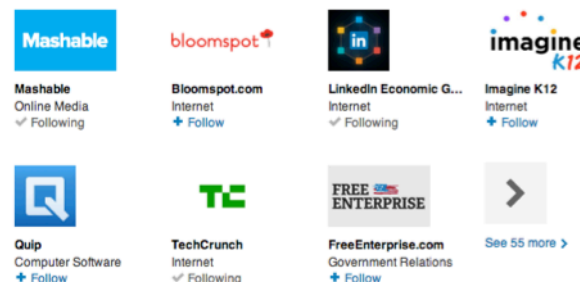 Mashable
bloomspot
in
imagine
K12
Mashable
Bloomspot.com
LinkedIn Economic G...
Imagine K12
Online Media
Internet
Internet
Internet
✓ Following
+ Follow
✓ Following
+ Follow
Q
TC
FREE
ENTERPRISE
Quip
TechCrunch
FreeEnterprise.com
See 55 more >
Computer Software
Internet
Government Relations
+ Follow
✓ Following
+ Follow